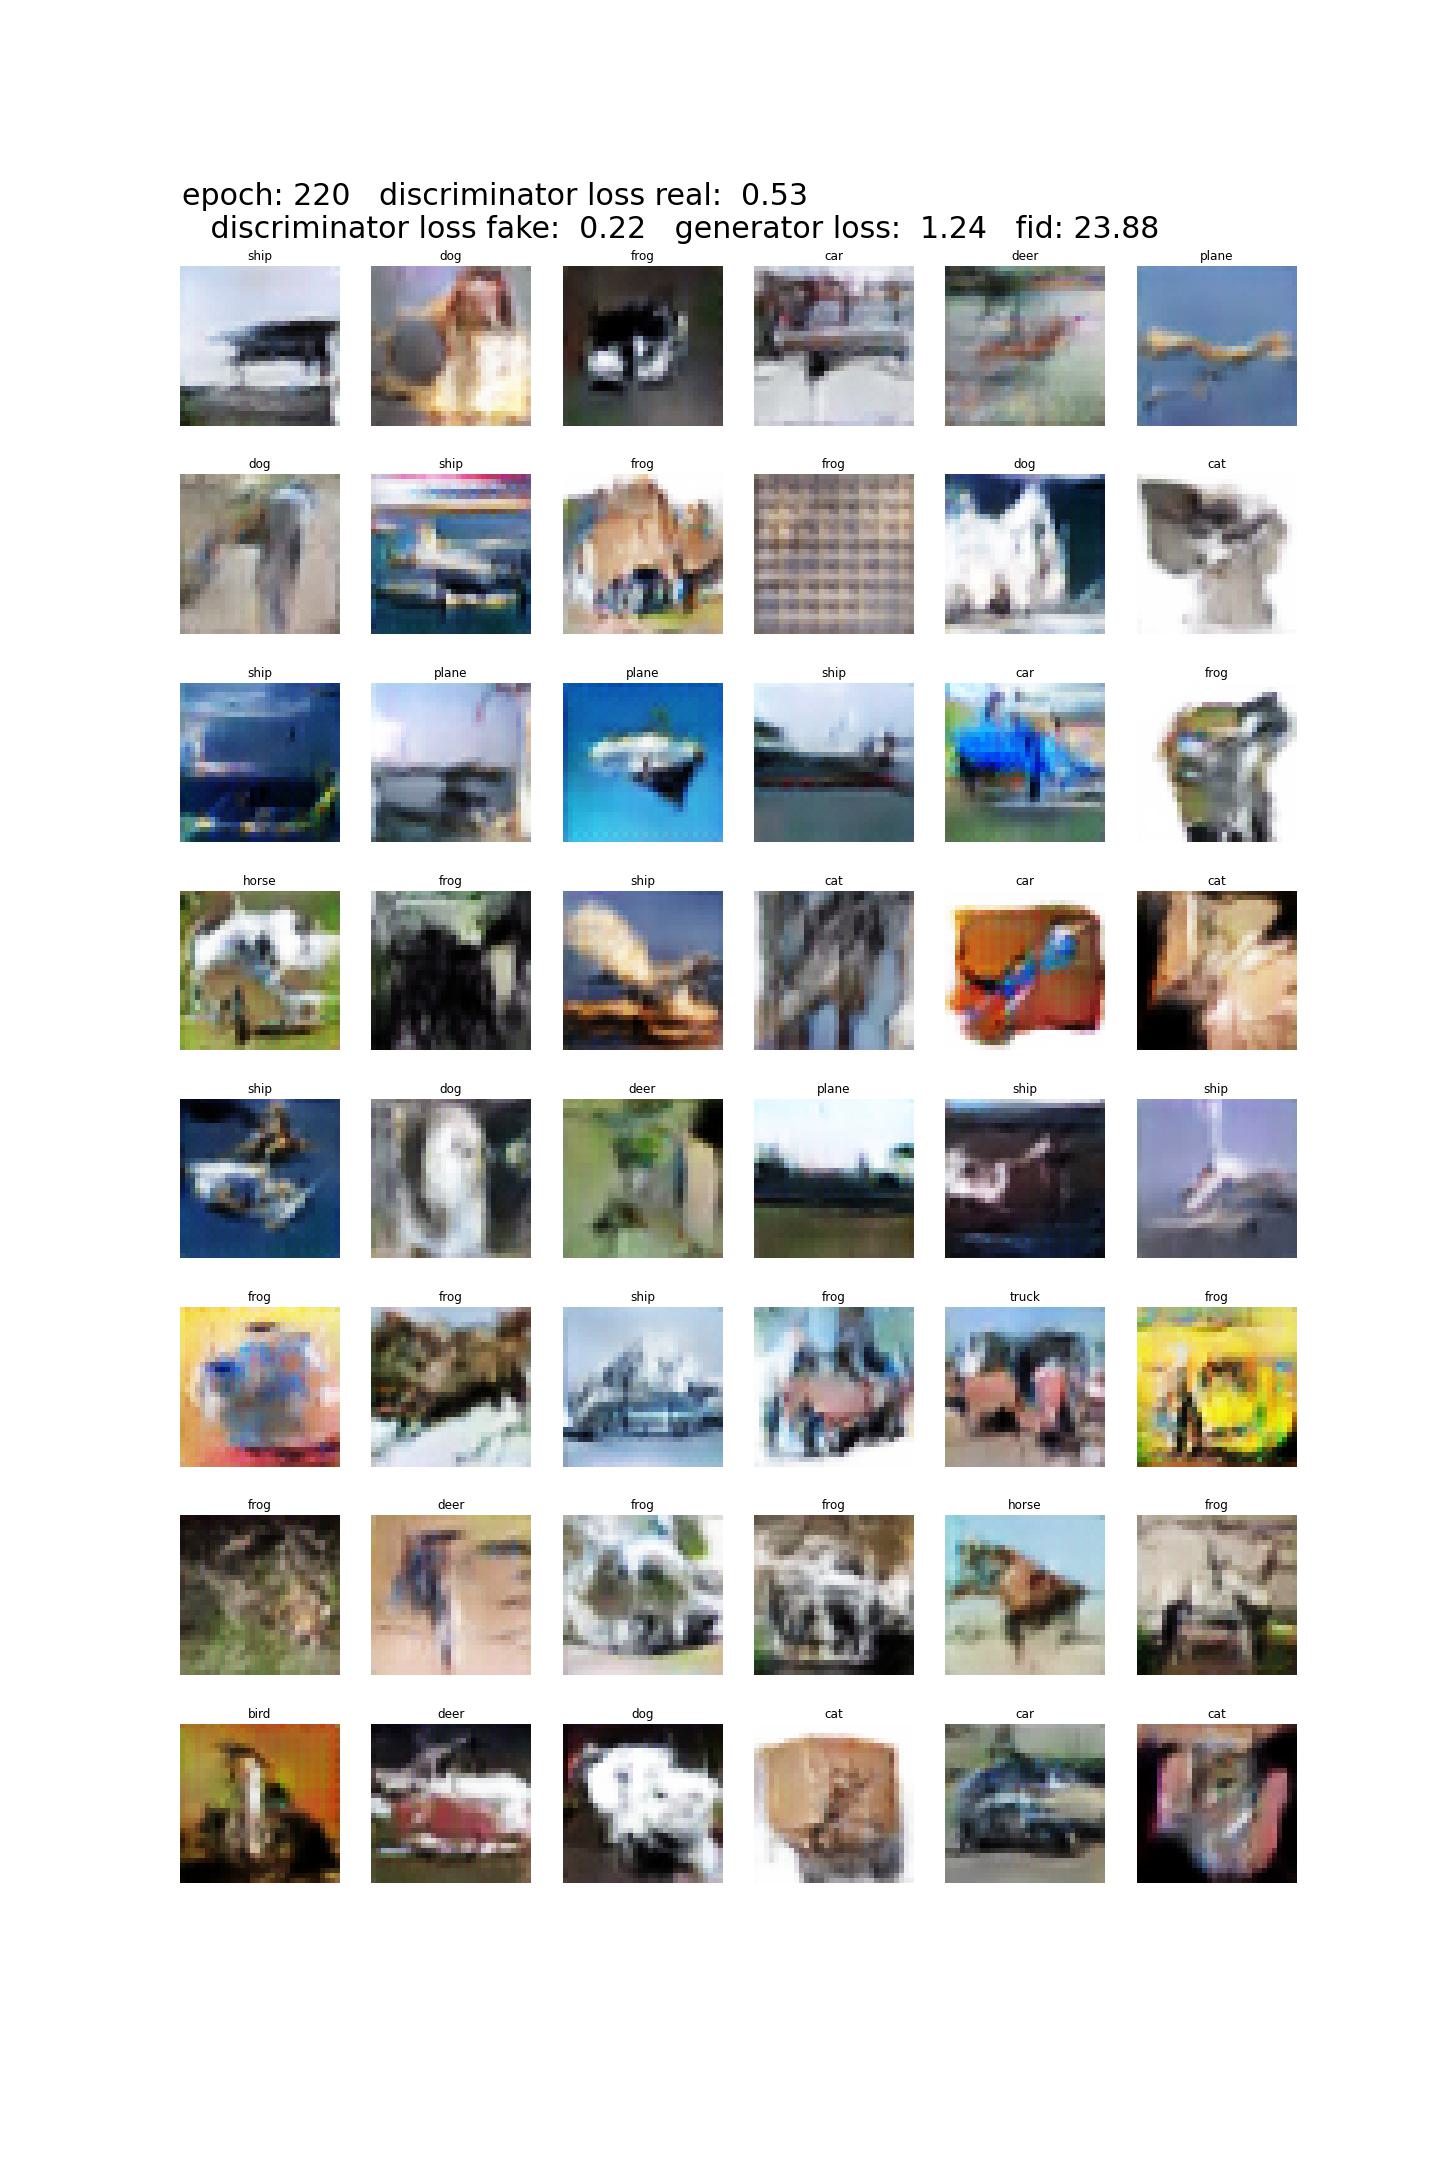 epoch: 220   discriminator loss real:  0.53
discriminator loss fake:  0.22   generator loss:  1.24   fid: 23.88
ship dog frog car deer plane
dog ship frog frog dog cat
ship plane plane ship car frog
horse frog ship cat car cat
ship dog deer plane ship ship
frog frog ship frog truck frog
frog deer frog frog horse frog
bird deer dog cat car cat